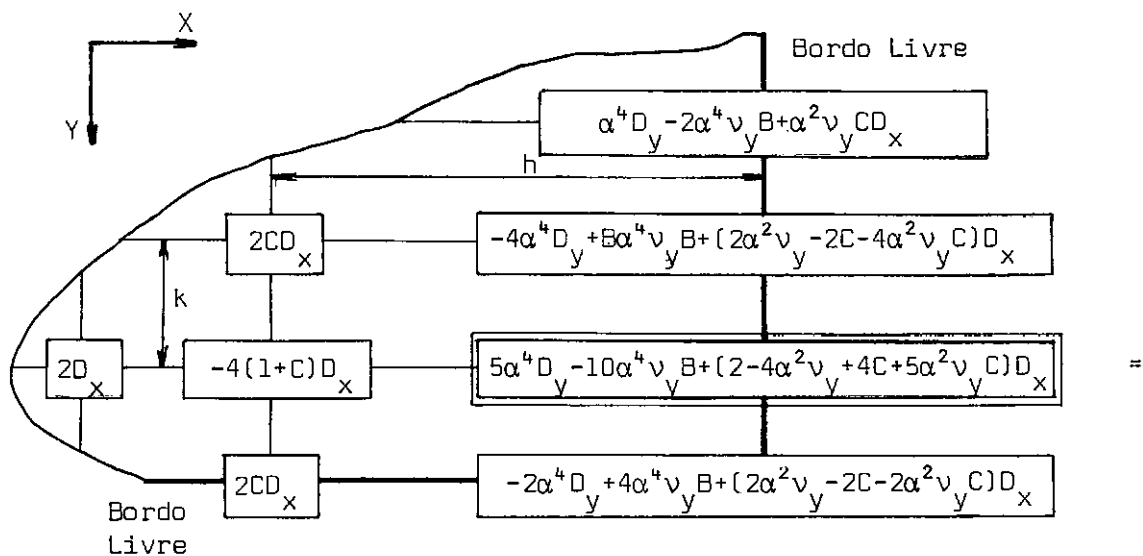 X
Y
Bordo Livre
α⁴D_y-2α⁴ν_yB+α²ν_yCD_x
h
2CD_x
-4α⁴D_y+8α⁴ν_yB+(2α²ν_y-2C-4α²ν_yC)D_x
k
2D_x
-4(1+C)D_x
5α⁴D_y-10α⁴ν_yB+(2-4α²ν_y+4C+5α²ν_yC)D_x
=
2CD_x
-2α⁴D_y+4α⁴ν_yB+(2α²ν_y-2C-2α²ν_yC)D_x
Bordo
Livre